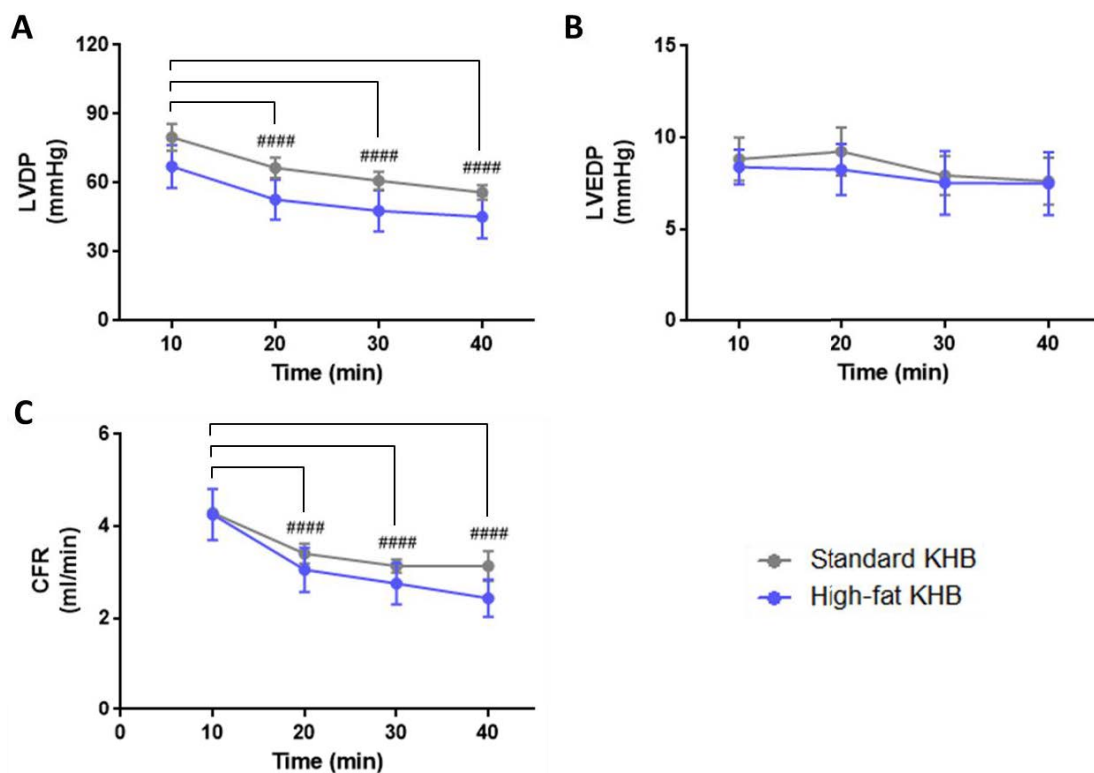 A
120
90
60
30
0
LVDP
(mmHg)
####
####
####
10 20 30 40
Time (min)
B
15
10
5
0
LVEDP
(mmHg)
10 20 30 40
Time (min)
C
6
4
2
0
CFR
(ml/min)
####
####
####
0 10 20 30 40
Time (min)
Standard KHB
High-fat KHB